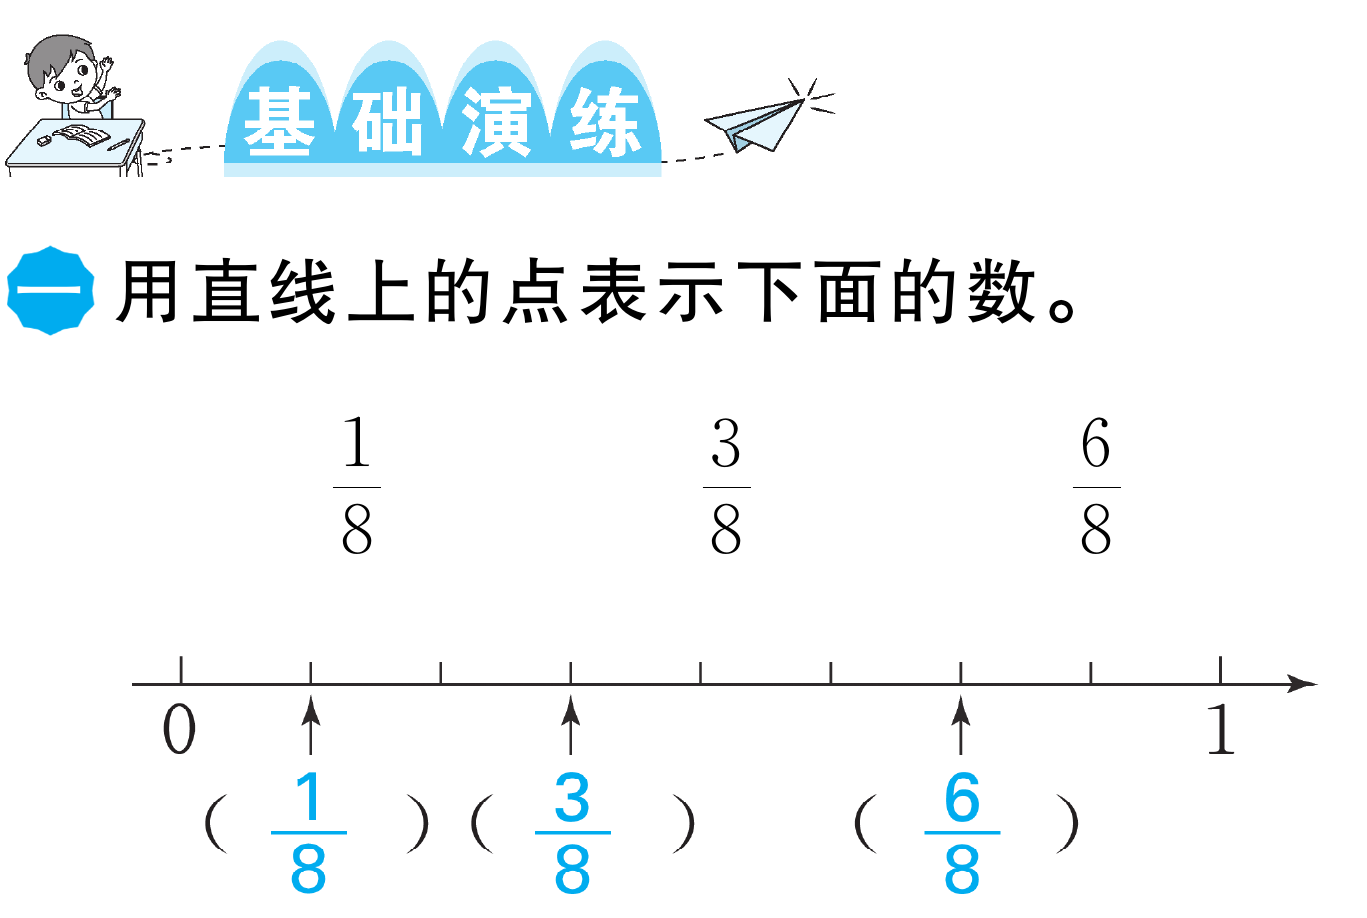 基础演练
一 用直线上的点表示下面的数。
1/8 3/8 6/8
0 1
( 1/8 ) ( 3/8 ) ( 6/8 )